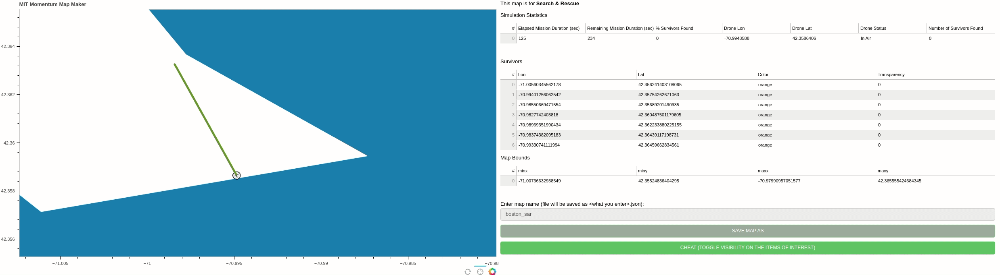 MIT Momentum Map Maker
42.364
42.362
42.36
42.358
42.356
−71.005 −71 −70.995 −70.99 −70.985 −70.98
This map is for Search & Rescue
Simulation Statistics
# Elapsed Mission Duration (sec) Remaining Mission Duration (sec) % Survivors Found Drone Lon Drone Lat Drone Status Number of Survivors Found
0 125 234 0 -70.9948588 42.3586406 In Air 0
Survivors
# Lon Lat Color Transparency
0 -71.00560345562178 42.356241403108065 orange 0
1 -70.99401256062542 42.35754262671063 orange 0
2 -70.98550669471554 42.35689201490935 orange 0
3 -70.9827742403818 42.360487501179605 orange 0
4 -70.98969351990434 42.362233880225155 orange 0
5 -70.98374382095183 42.36439117198731 orange 0
6 -70.99330741111994 42.36459662834561 orange 0
Map Bounds
# minx miny maxx maxy
0 -71.00736632938549 42.35524836404295 -70.97990957051577 42.365555424684345
Enter map name (file will be saved as <what you enter>.json):
boston_sar
SAVE MAP AS
CHEAT (TOGGLE VISIBILITY ON THE ITEMS OF INTEREST)